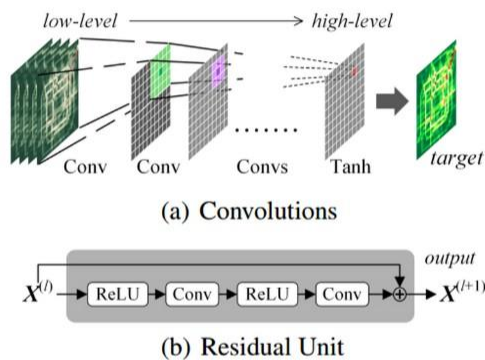 low-level high-level
Conv Conv Convs Tanh target
(a) Convolutions
output
X(l) ReLU Conv ReLU Conv X(l+1)
(b) Residual Unit